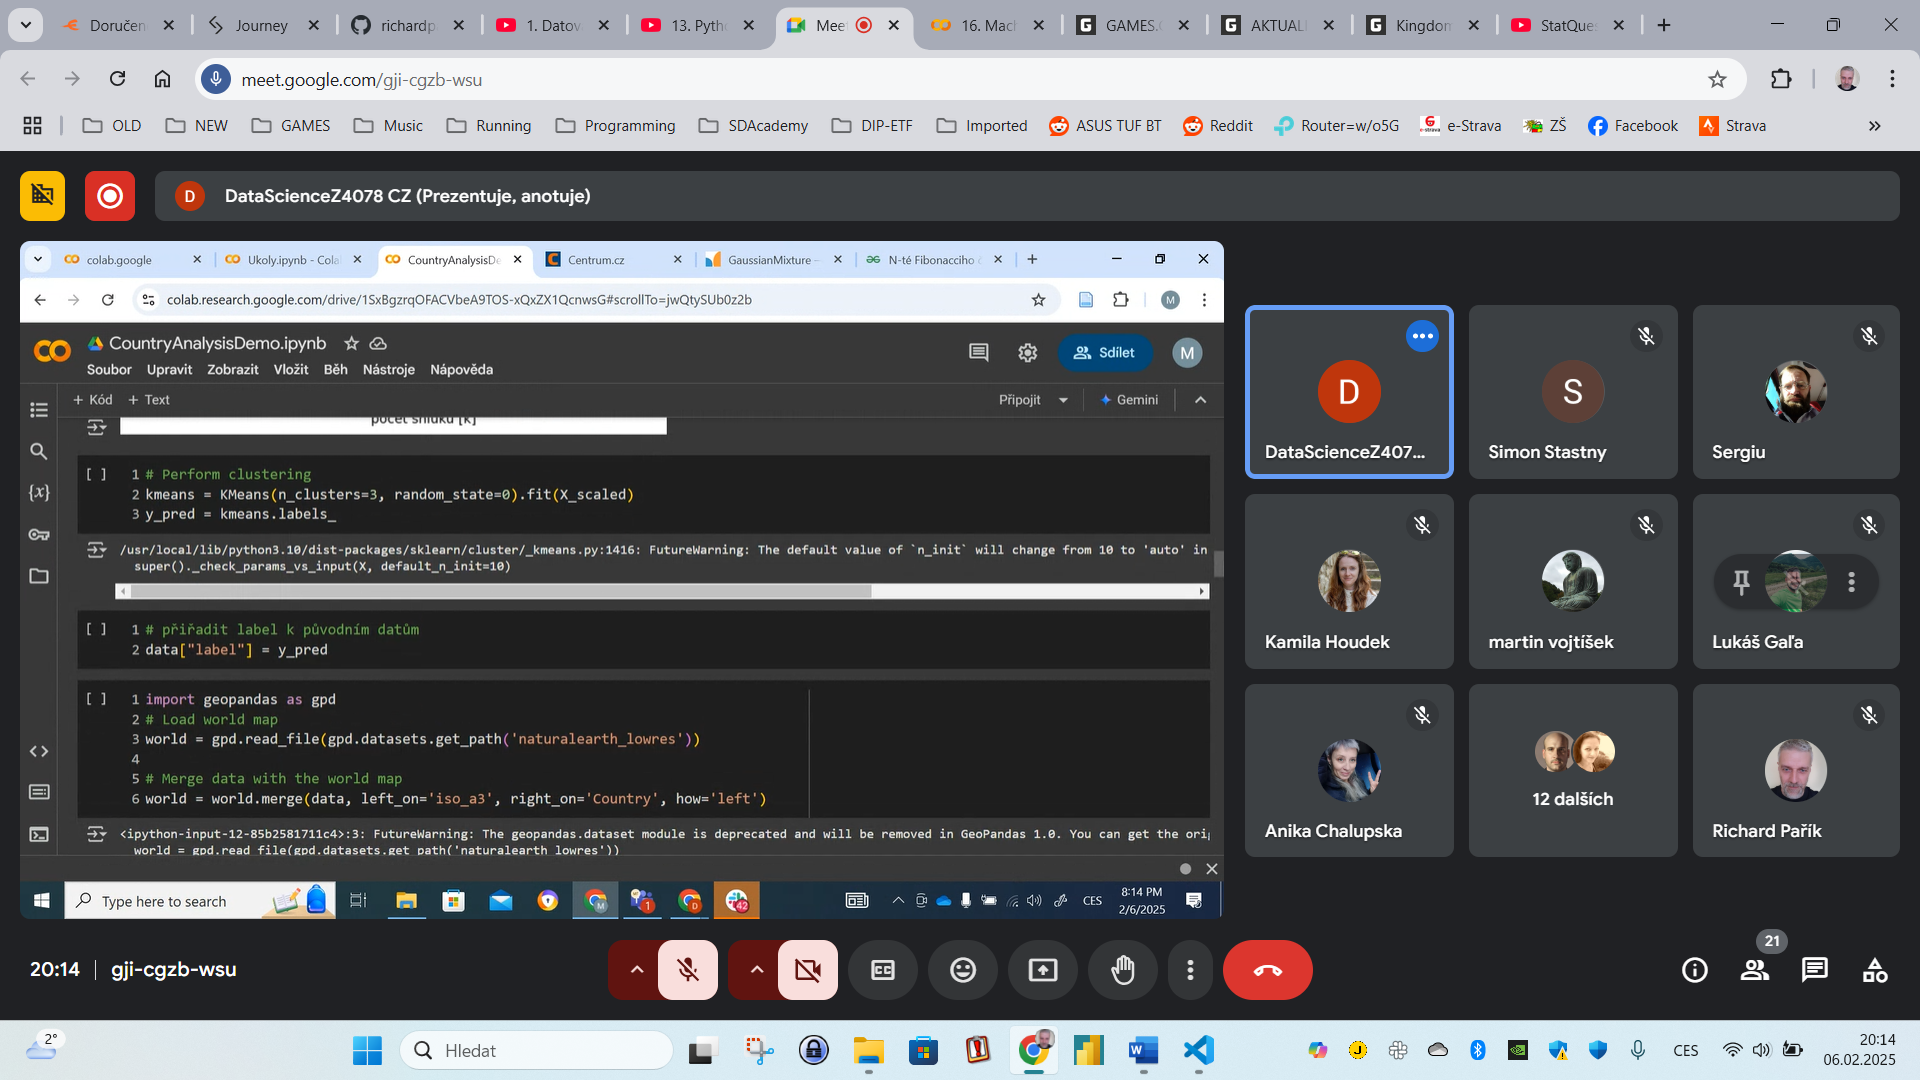 Doručen
Journey
richardp
1. Datov
13. Pyth
Meet
16. Mach
GAMES.
AKTUAL
Kingdom
StatQues
meet.google.com/gji-cgzb-wsu
OLD
NEW
GAMES
Music
Running
Programming
SDAcademy
DIP-ETF
Imported
ASUS TUF BT
Reddit
Router=w/o5G
e-Strava
ZŠ
Facebook
Strava
D
DataScienceZ4078 CZ (Prezentuje, anotuje)
colab.google
Ukoly.ipynb - Cola
CountryAnalysisDe
Centrum.cz
GaussianMixture –
N-té Fibonacciho
colab.research.google.com/drive/1SxBgzrqOFACVbeA9TOS-xQxZX1QcnwsG#scrollTo=jwQtySUb0z2b
M
CountryAnalysisDemo.ipynb
Soubor Upravit Zobrazit Vložit Běh Nástroje Nápověda
Sdílet
M
+ Kód + Text
Připojit
Gemini
počet shluků [k]
[ ] 1 # Perform clustering
2 kmeans = KMeans(n_clusters=3, random_state=0).fit(X_scaled)
3 y_pred = kmeans.labels_
/usr/local/lib/python3.10/dist-packages/sklearn/cluster/_kmeans.py:1416: FutureWarning: The default value of `n_init` will change from 10 to 'auto' in
super()._check_params_vs_input(X, default_n_init=10)
[ ] 1 # přiřadit label k původním datům
2 data["label"] = y_pred
[ ] 1 import geopandas as gpd
2 # Load world map
3 world = gpd.read_file(gpd.datasets.get_path('naturalearth_lowres'))
4
5 # Merge data with the world map
6 world = world.merge(data, left_on='iso_a3', right_on='Country', how='left')
<ipython-input-12-85b2581711c4>:3: FutureWarning: The geopandas.dataset module is deprecated and will be removed in GeoPandas 1.0. You can get the ori
world = gpd.read_file(gpd.datasets.get_path('naturalearth_lowres'))
Type here to search
CES
8:14 PM
2/6/2025
D
DataScienceZ407...
S
Simon Stastny
Sergiu
Kamila Houdek
martin vojtíšek
Lukáš Gaľa
Anika Chalupska
12 dalších
Richard Pařík
20:14
gji-cgzb-wsu
21
2°
Hledat
CES
20:14
06.02.2025